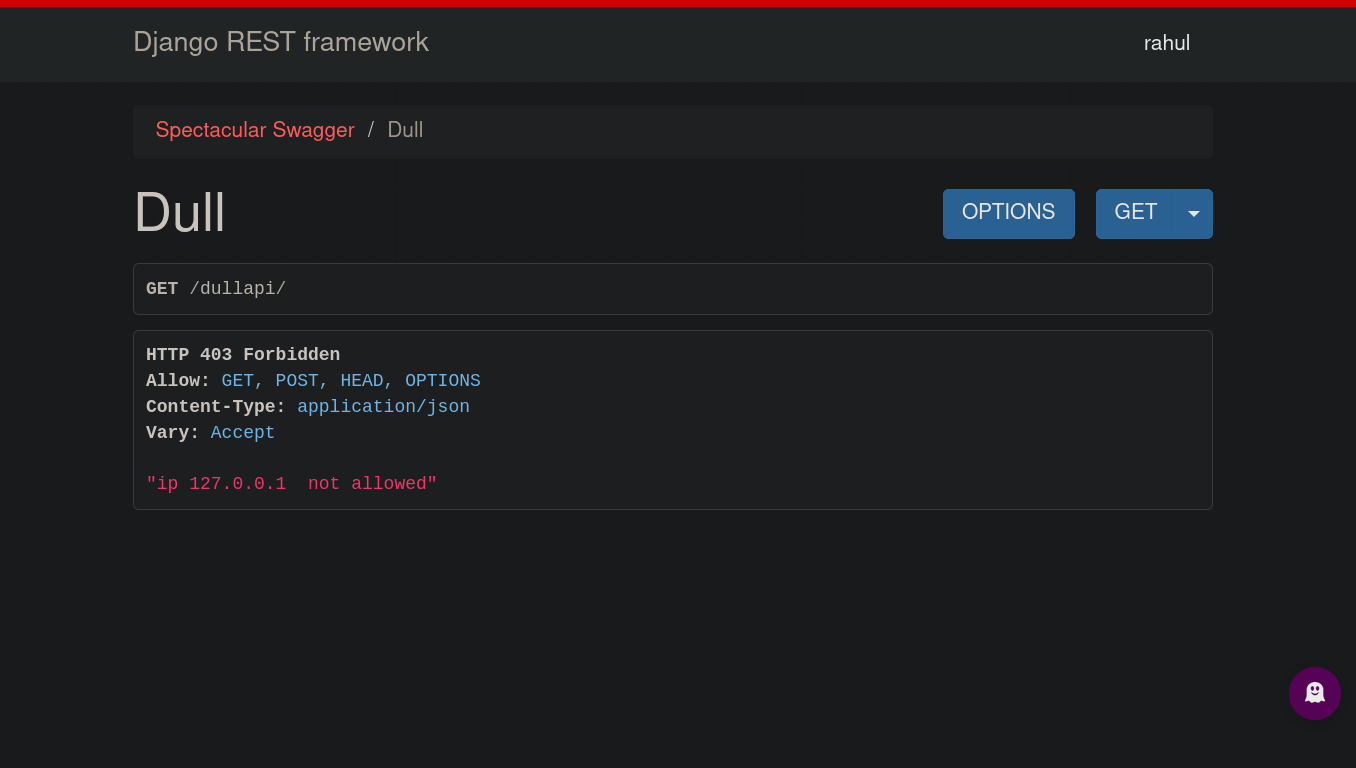 Django REST framework
rahul
Spectacular Swagger / Dull
Dull
OPTIONS
GET
GET /dullapi/
HTTP 403 Forbidden
Allow: GET, POST, HEAD, OPTIONS
Content-Type: application/json
Vary: Accept
"ip 127.0.0.1  not allowed"